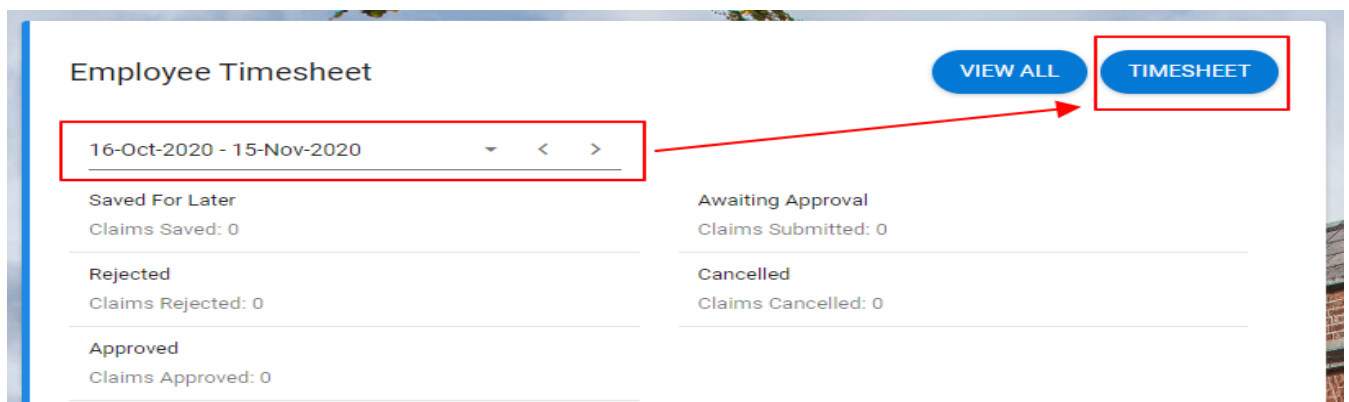 Employee Timesheet
VIEW ALL
TIMESHEET
16-Oct-2020 - 15-Nov-2020
Saved For Later
Claims Saved: 0
Awaiting Approval
Claims Submitted: 0
Rejected
Claims Rejected: 0
Cancelled
Claims Cancelled: 0
Approved
Claims Approved: 0